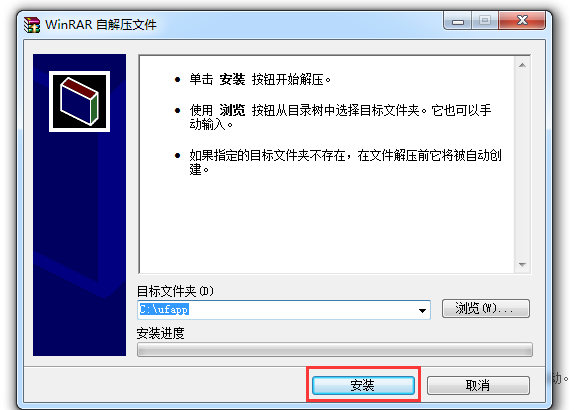 WinRAR 自解压文件
单击 安装 按钮开始解压。
使用 浏览 按钮从目录树中选择目标文件夹。它也可以手
动输入。
如果指定的目标文件夹不存在，在文件解压前它将被自动创
建。
目标文件夹(D)
C:\ufapp
浏览(W)...
安装进度
安装
取消
动。